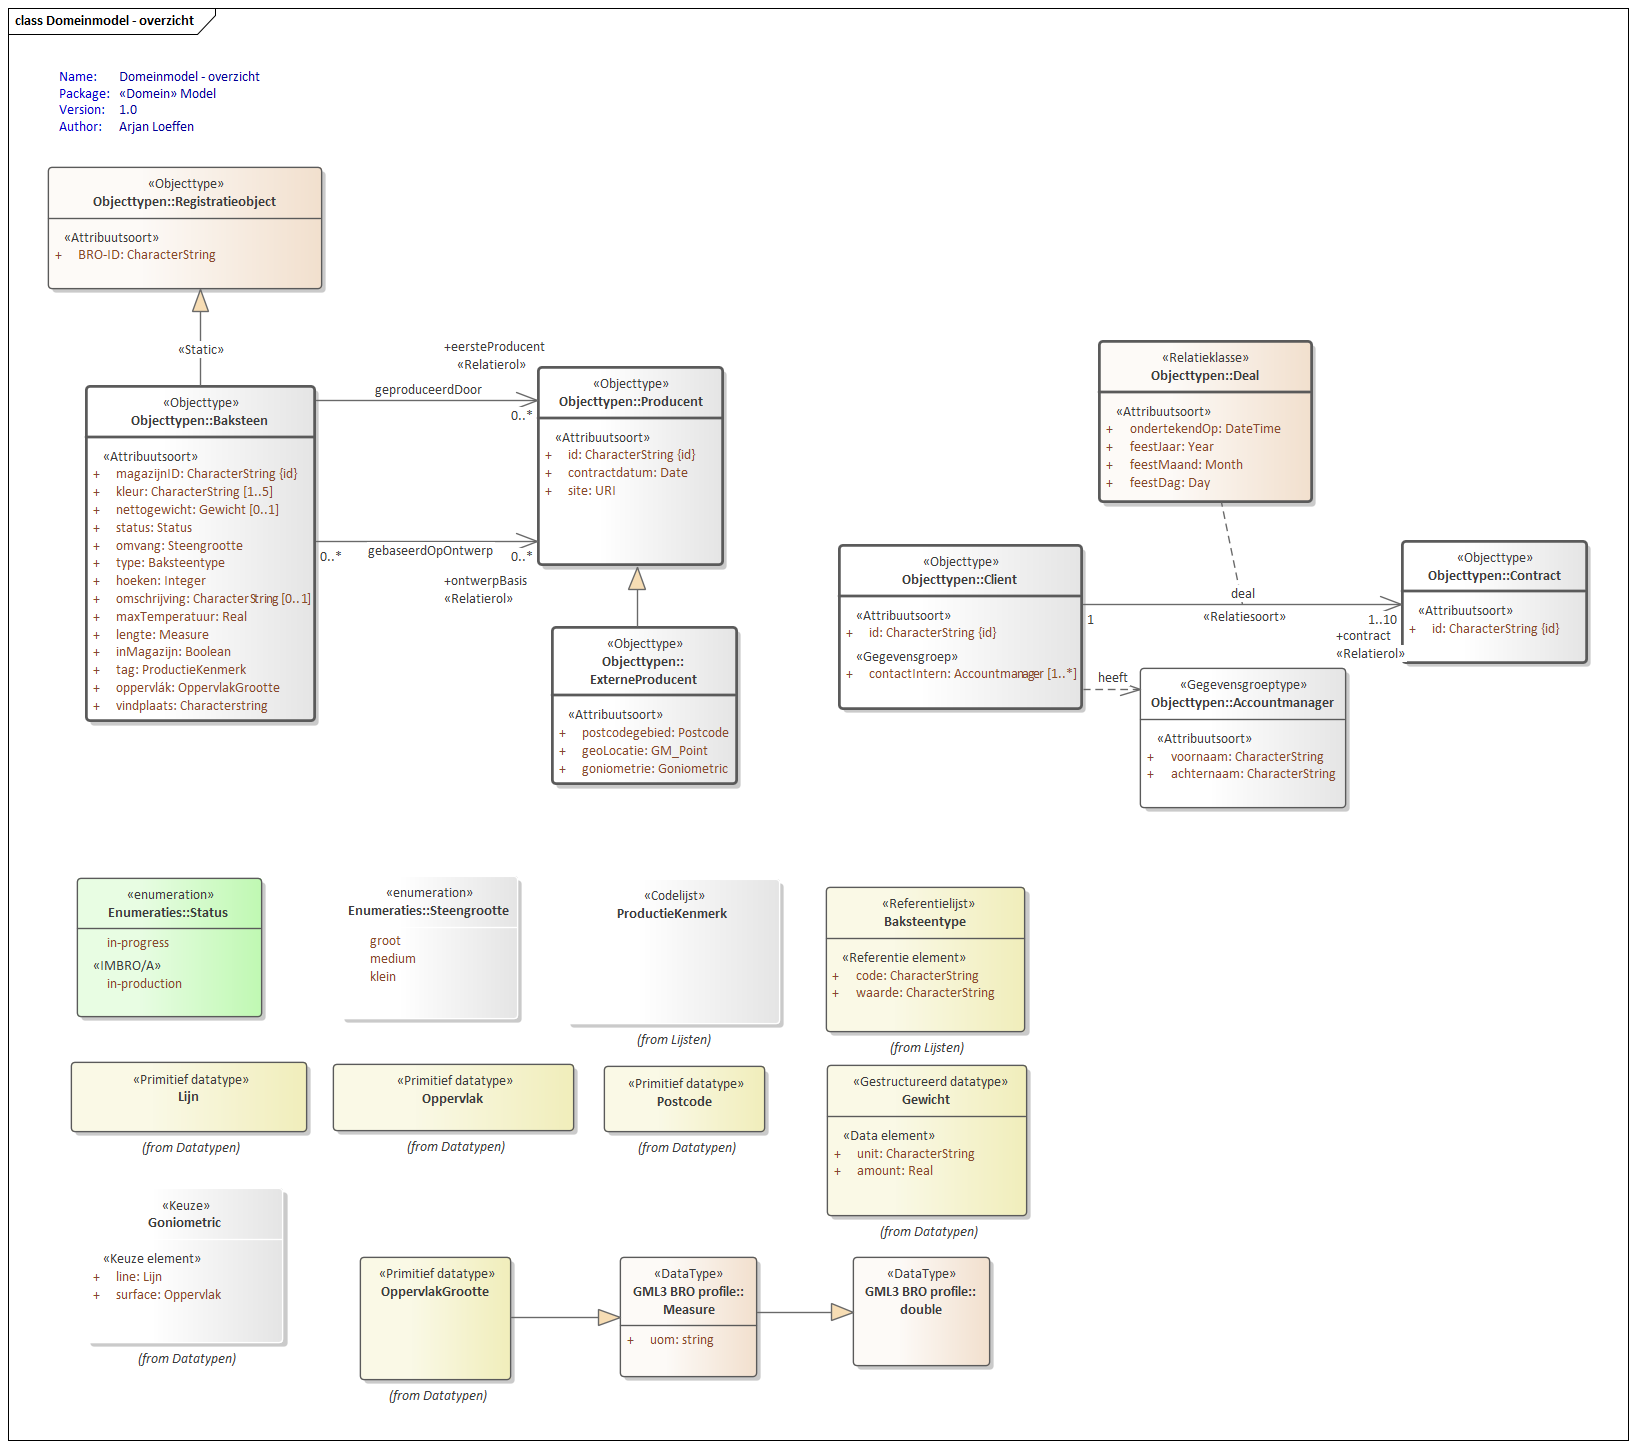 class Domeinmodel - overzicht
Name: Domeinmodel - overzicht
Package: «Domein» Model
Version: 1.0
Author: Arjan Loeffen
«Objecttype»
Objecttypen::Registratieobject
«Attribuutsoort»
+ BRO-ID: CharacterString
«Static»
«Objecttype»
Objecttypen::Baksteen
«Attribuutsoort»
+ magazijnID: CharacterString {id}
+ kleur: CharacterString [1..5]
+ nettogewicht: Gewicht [0..1]
+ status: Status
+ omvang: Steengrootte
+ type: Baksteentype
+ hoeken: Integer
+ omschrijving: CharacterString [0..1]
+ maxTemperatuur: Real
+ lengte: Measure
+ inMagazijn: Boolean
+ tag: ProductieKenmerk
+ oppervlák: OppervlakGrootte
+ vindplaats: Characterstring
+eersteProducent
«Relatierol»
geproduceerdDoor
0..*
0..*
gebaseerdOpOntwerp
0..*
+ontwerpBasis
«Relatierol»
«Objecttype»
Objecttypen::Producent
«Attribuutsoort»
+ id: CharacterString {id}
+ contractdatum: Date
+ site: URI
«Objecttype»
Objecttypen::
ExterneProducent
«Attribuutsoort»
+ postcodegebied: Postcode
+ geoLocatie: GM_Point
+ goniometrie: Goniometric
«Relatieklasse»
Objecttypen::Deal
«Attribuutsoort»
+ ondertekendOp: DateTime
+ feestJaar: Year
+ feestMaand: Month
+ feestDag: Day
«Objecttype»
Objecttypen::Client
«Attribuutsoort»
+ id: CharacterString {id}
«Gegevensgroep»
+ contactIntern: Accountmanager [1..*]
deal
1
«Relatiesoort»
1..10
+contract
«Relatierol»
heeft
«Objecttype»
Objecttypen::Contract
«Attribuutsoort»
+ id: CharacterString {id}
«Gegevensgroeptype»
Objecttypen::Accountmanager
«Attribuutsoort»
+ voornaam: CharacterString
+ achternaam: CharacterString
«enumeration»
Enumeraties::Status
in-progress
«IMBRO/A»
in-production
«enumeration»
Enumeraties::Steengrootte
groot
medium
klein
«Codelijst»
ProductieKenmerk
(from Lijsten)
«Referentielijst»
Baksteentype
«Referentie element»
+ code: CharacterString
+ waarde: CharacterString
(from Lijsten)
«Primitief datatype»
Lijn
(from Datatypen)
«Primitief datatype»
Oppervlak
(from Datatypen)
«Primitief datatype»
Postcode
(from Datatypen)
«Gestructureerd datatype»
Gewicht
«Data element»
+ unit: CharacterString
+ amount: Real
(from Datatypen)
«Keuze»
Goniometric
«Keuze element»
+ line: Lijn
+ surface: Oppervlak
(from Datatypen)
«Primitief datatype»
OppervlakGrootte
(from Datatypen)
«DataType»
GML3 BRO profile::
Measure
+ uom: string
«DataType»
GML3 BRO profile::
double